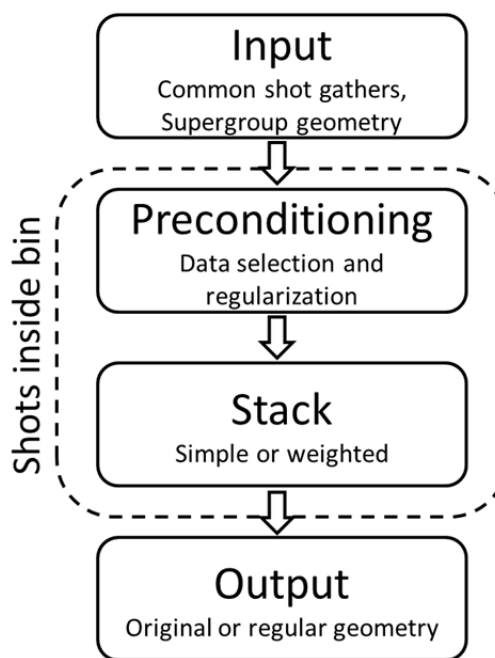 Input
Common shot gathers,
Supergroup geometry
Shots inside bin
Preconditioning
Data selection and
regularization
Stack
Simple or weighted
Output
Original or regular geometry